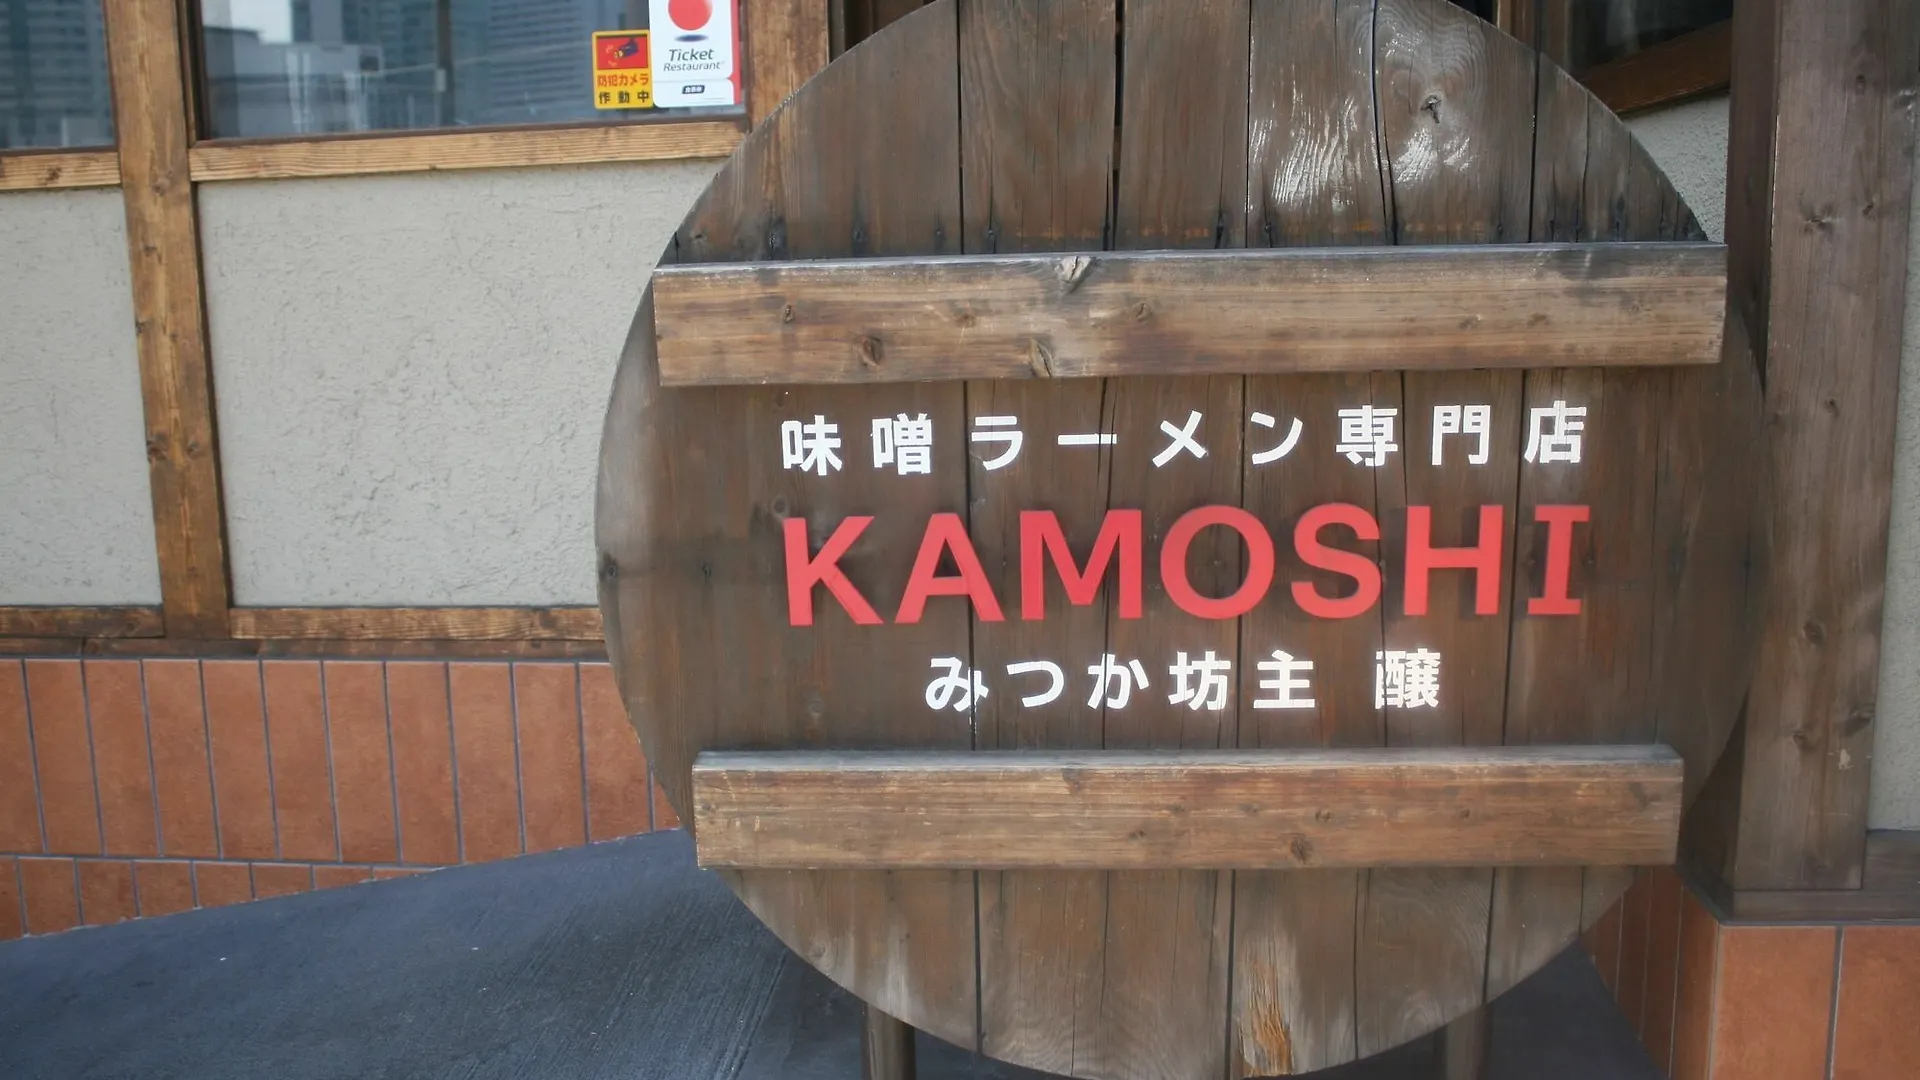 Ticket
Restaurant
防犯カメラ
作動中
味噌ラーメン専門店
KAMOSHI
みつか坊主 醸